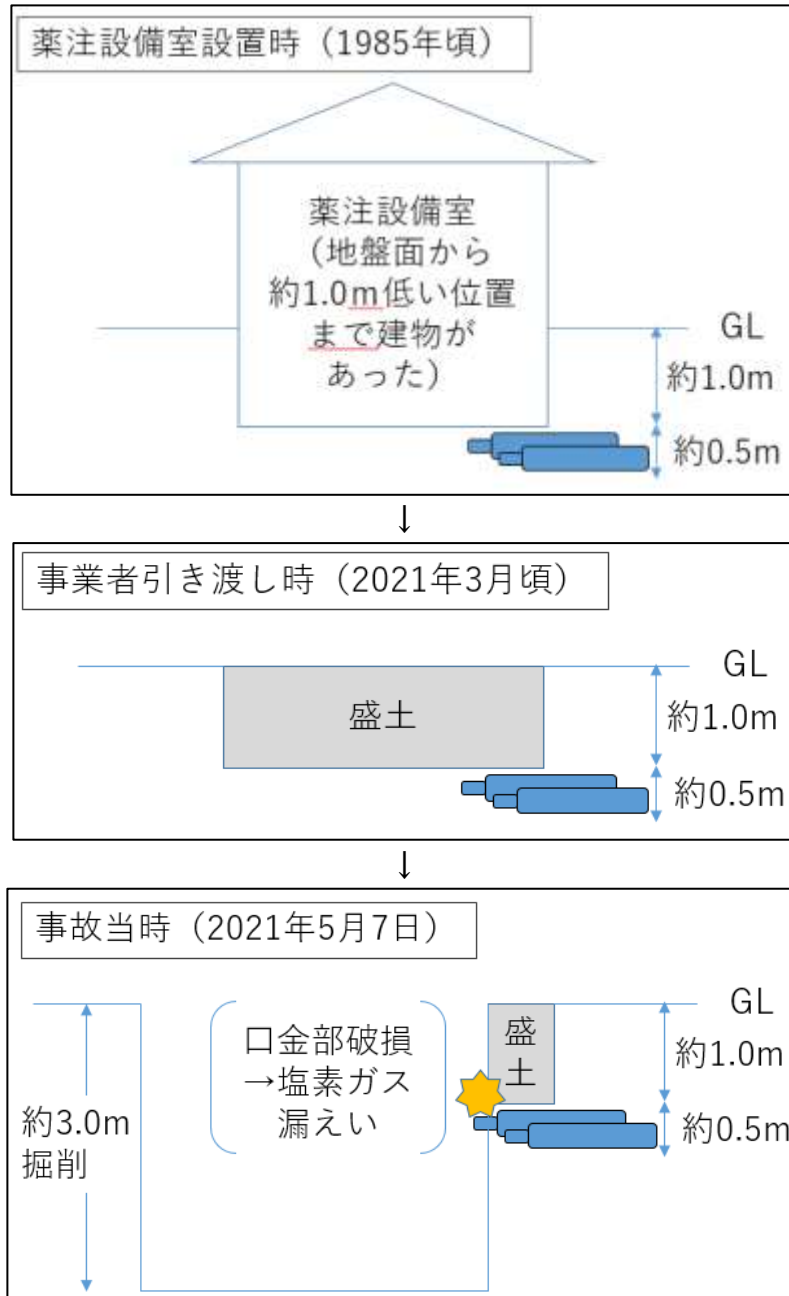 薬注設備室設置時（1985年頃）
薬注設備室
（地盤面から
約1.0ｍ低い位置
まで建物が
あった）
GL
約1.0m
約0.5m
↓
事業者引き渡し時（2021年3月頃）
盛土
GL
約1.0m
約0.5m
↓
事故当時（2021年5月7日）
約3.0m
掘削
口金部破損
→塩素ガス
漏えい
盛
土
GL
約1.0m
約0.5m